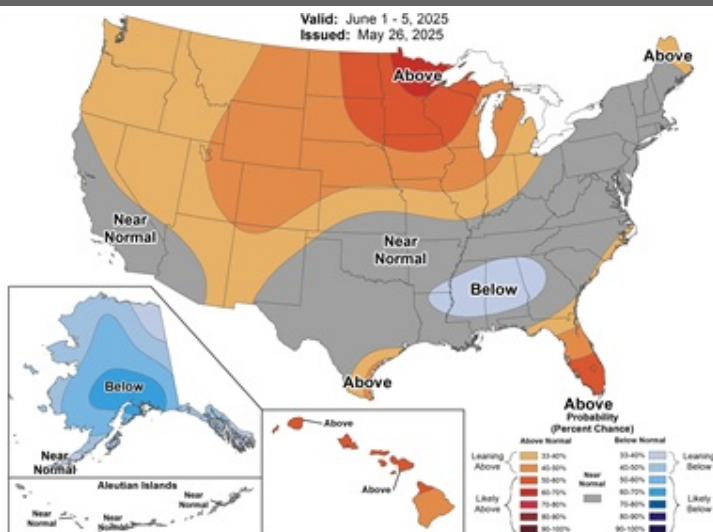 Valid: June 1 - 5, 2025
Issued: May 26, 2025
Above
Above
Near
Normal
Near
Normal
Below
Above
Above
Below
Near
Normal
Aleutian Islands
Near
Normal
Near
Normal
Near
Normal
Above
Above
Probability
(Percent Chance)
Above Normal
Below Normal
Leaning
Above
Likely
Above
33-40%
40-50%
50-60%
60-70%
70-80%
80-90%
90-100%
Near
Normal
33-40%
40-50%
50-60%
60-70%
70-80%
80-90%
90-100%
Leaning
Below
Likely
Below